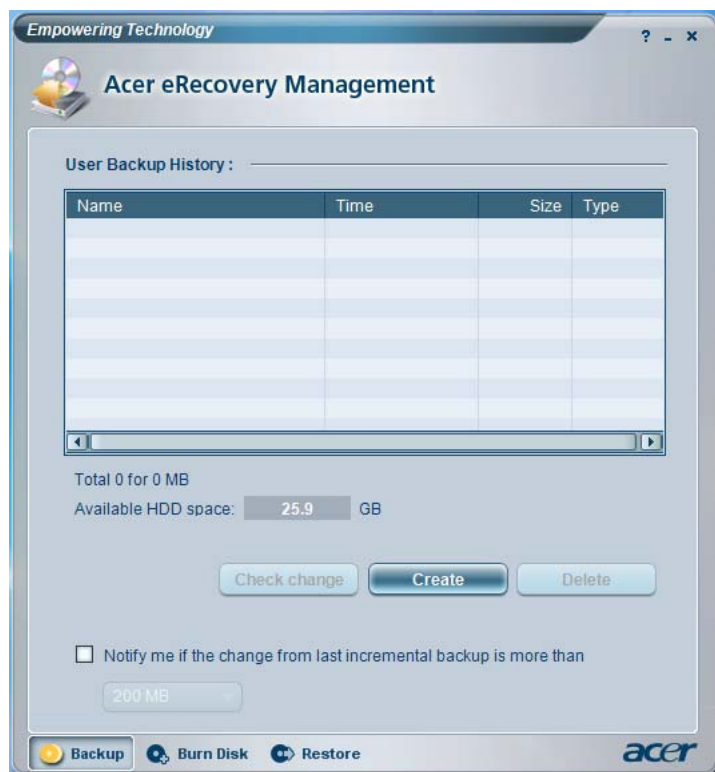 Empowering Technology
? - ×
Acer eRecovery Management
User Backup History :
Name Time Size Type
Total 0 for 0 MB
Available HDD space: 25.9 GB
Check change Create Delete
Notify me if the change from last incremental backup is more than
200 MB
Backup Burn Disk Restore acer